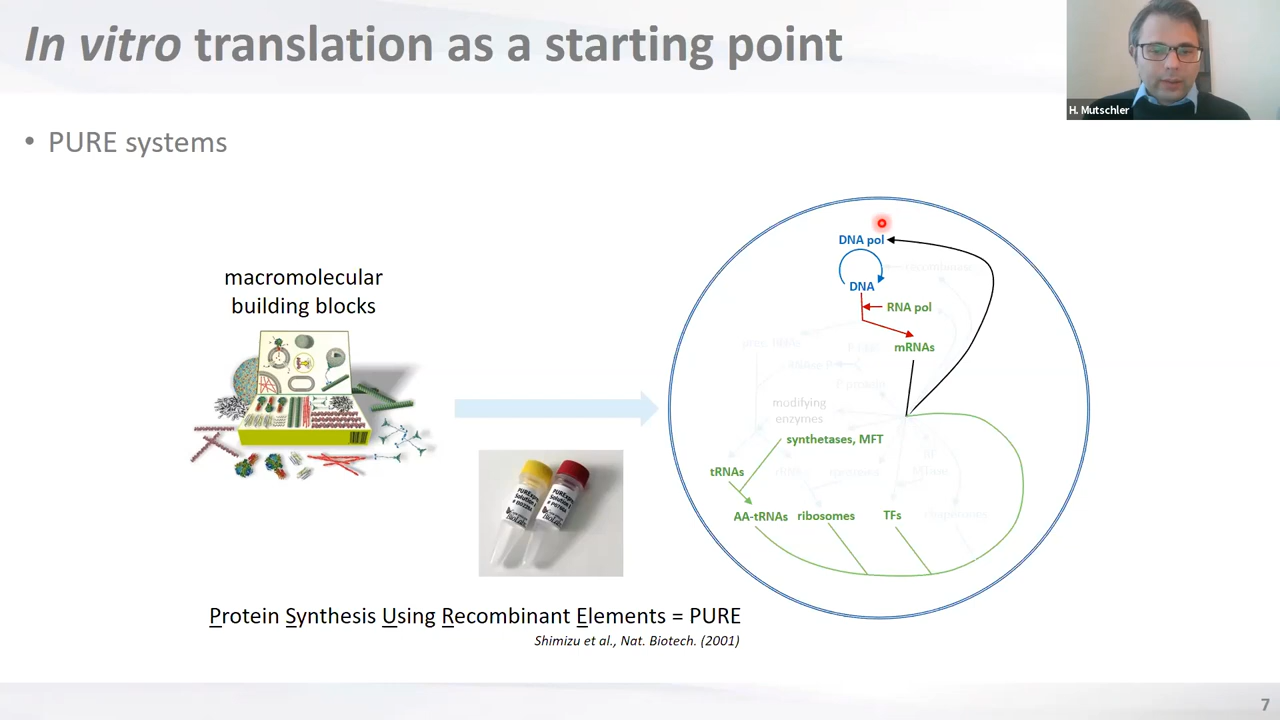 In vitro translation as a starting point
H. Mutschler
• PURE systems
macromolecular
building blocks
DNA pol
recombinase
DNA
RNA pol
mRNAs
modifying
enzymes
synthetases, MFT
tRNAs
AA-tRNAs
ribosomes
TFs
chaperones
Protein Synthesis Using Recombinant Elements = PURE
Shimizu et al., Nat. Biotech. (2001)
7